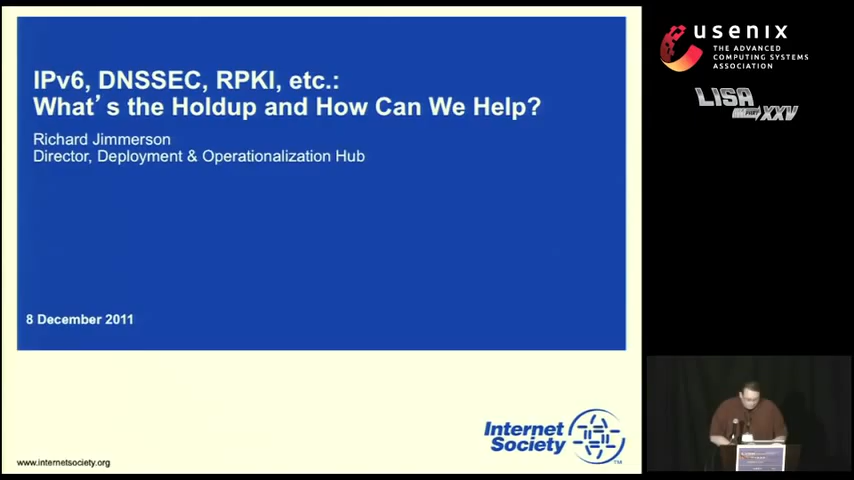 IPv6, DNSSEC, RPKI, etc.:
What's the Holdup and How Can We Help?
Richard Jimmerson
Director, Deployment & Operationalization Hub
8 December 2011
Internet
Society
TM
www.internetsociety.org
usenix
THE ADVANCED
COMPUTING SYSTEMS
ASSOCIATION
LISA
XXV